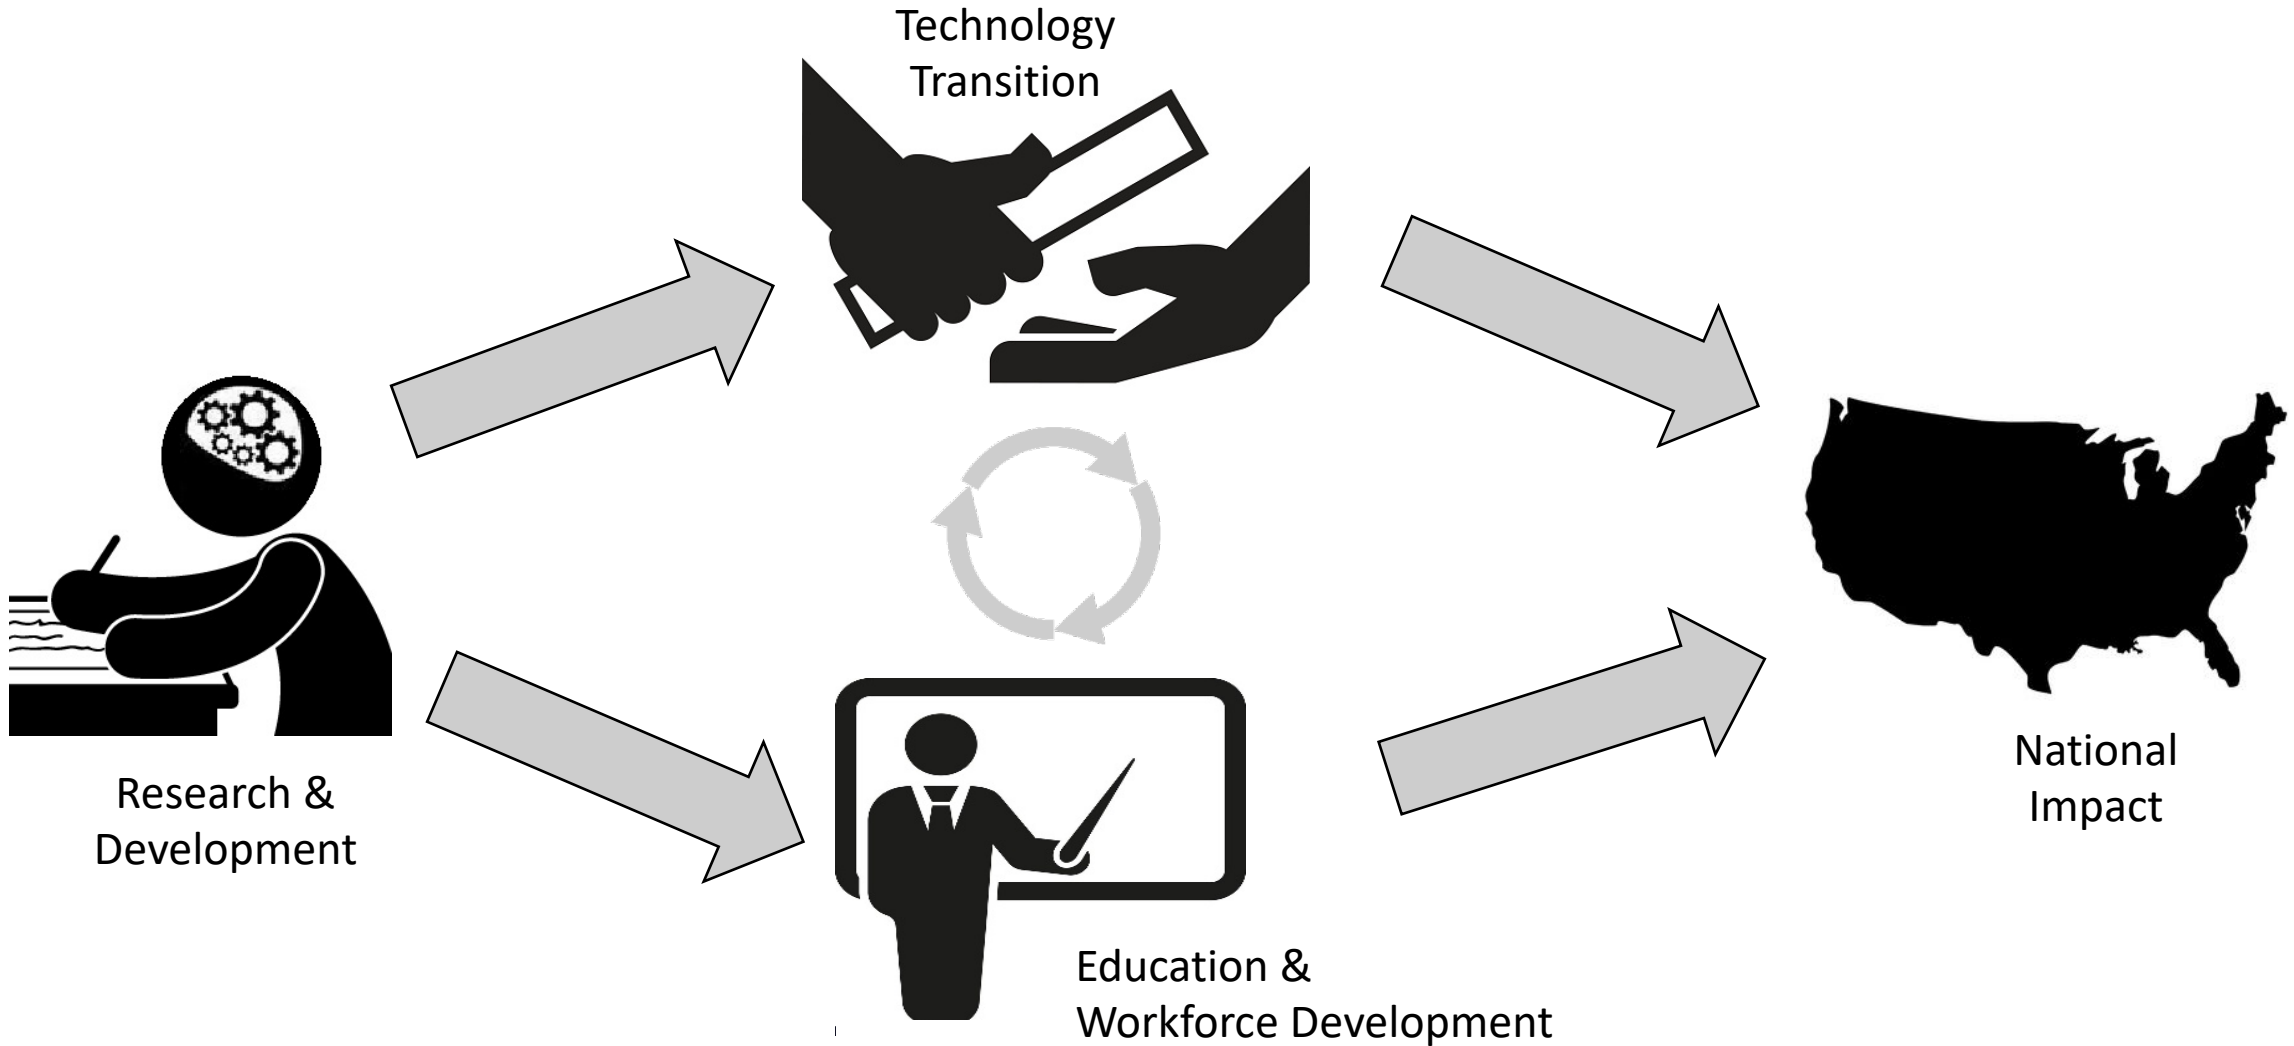 Technology
Transition
Research &
Development
National
Impact
Education &
Workforce Development